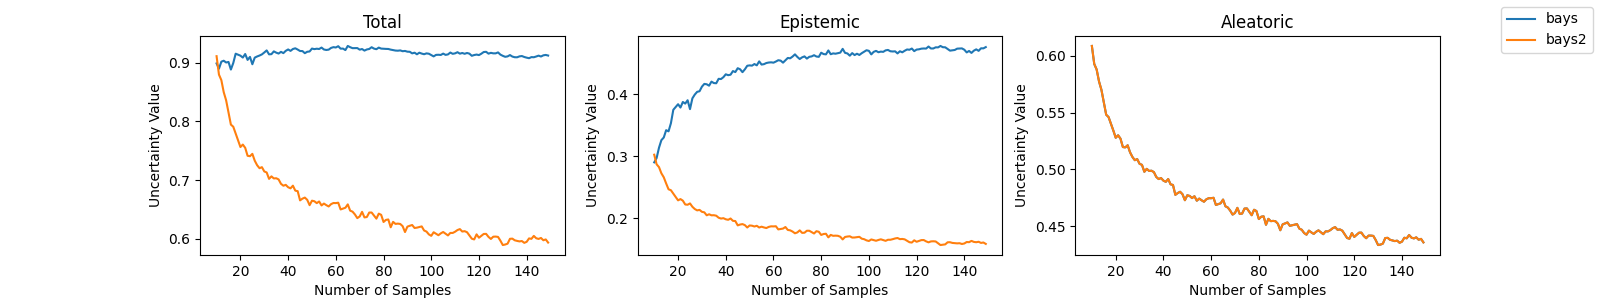 Total
Epistemic
Aleatoric
bays
bays2
Uncertainty Value
0.9
0.8
0.7
0.6
20 40 60 80 100 120 140
Number of Samples
Uncertainty Value
0.4
0.3
0.2
20 40 60 80 100 120 140
Number of Samples
Uncertainty Value
0.60
0.55
0.50
0.45
20 40 60 80 100 120 140
Number of Samples